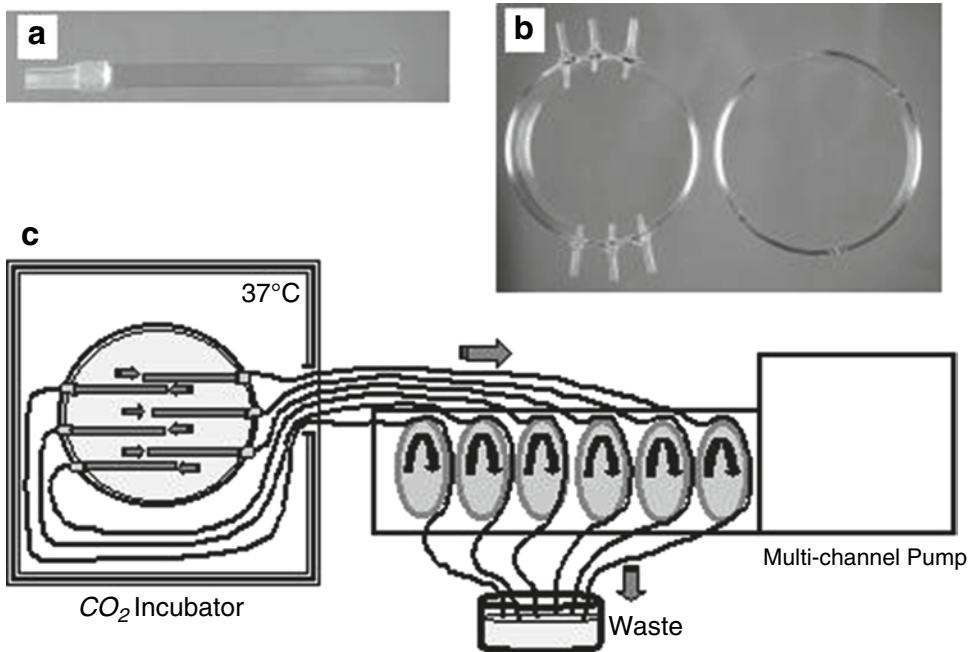 a
b
c
37°C
CO2 Incubator
Multi-channel Pump
Waste